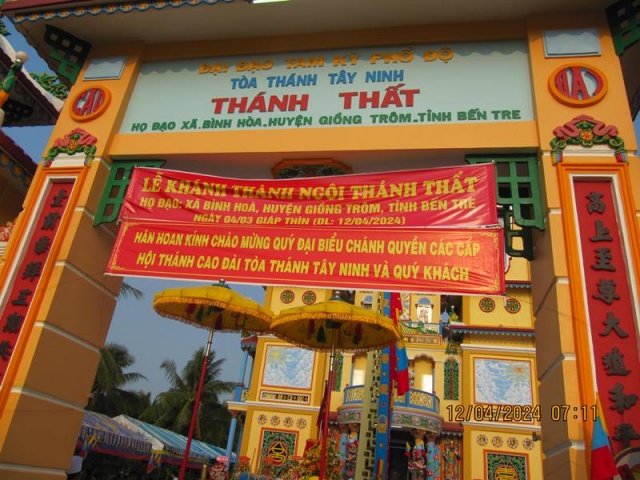 ĐẠI ĐẠO TAM KỲ PHỔ ĐỘ
TÒA THÁNH TÂY NINH
THÁNH THẤT
HỌ ĐẠO XÃ.BÌNH HÒA.HUYỆN GIỒNG TRÔM.TỈNH BẾN TRE
CAO
ĐÀI
LỄ KHÁNH THÀNH NGÔI THÁNH THẤT
HỌ ĐẠO: XÃ BÌNH HOÀ, HUYỆN GIỒNG TRÔM, TỈNH BẾN TRE
NGÀY 04/03 GIÁP THÌN (DL: 12/04/2024)
HÂN HOAN KÍNH CHÀO MỪNG QUÝ ĐẠI BIỂU CHÁNH QUYỀN CÁC CẤP
HỘI THÁNH CAO ĐÀI TÒA THÁNH TÂY NINH VÀ QUÝ KHÁCH
高上至尊大道和平
12/04/2024 07:11